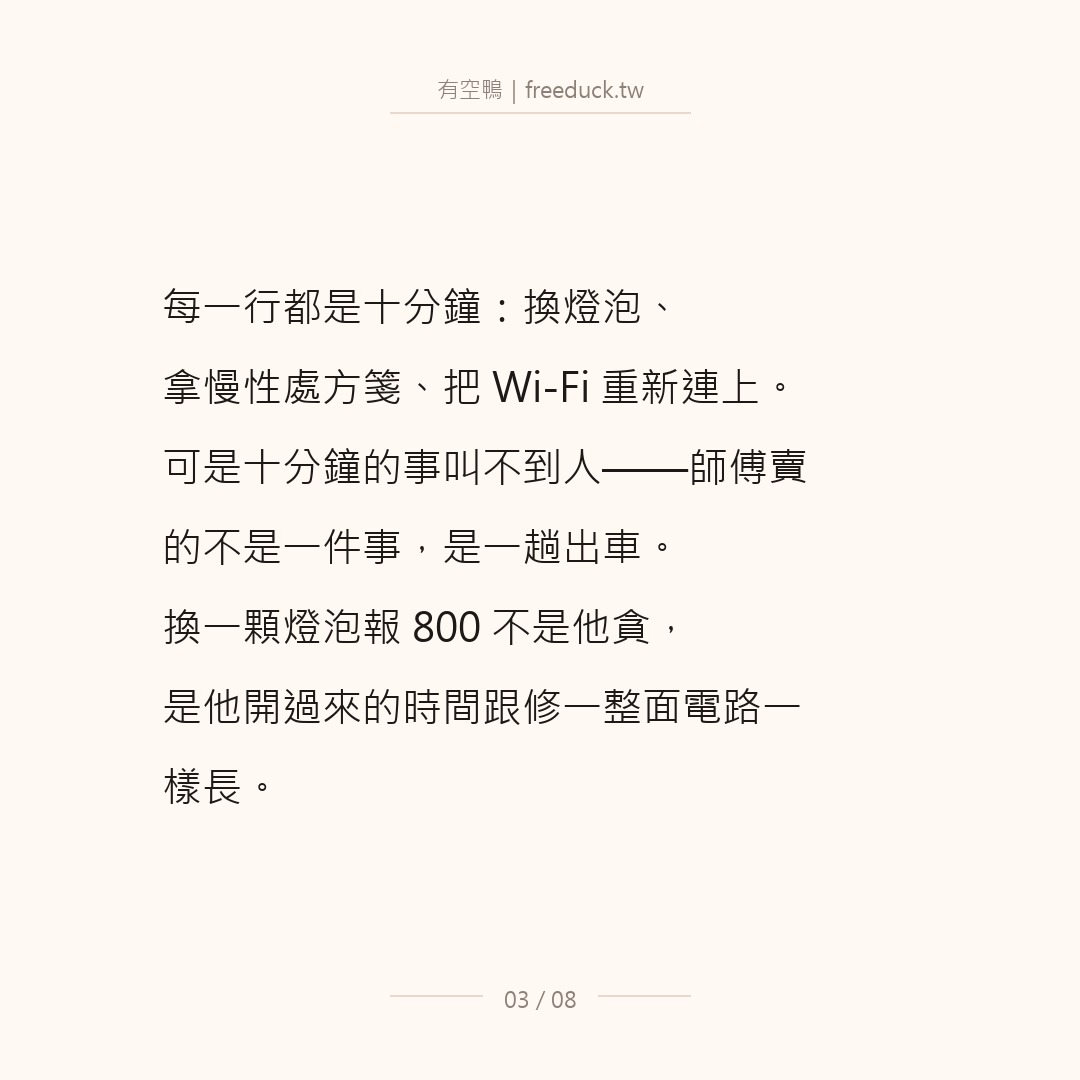 有空鴨｜freeduck.tw
每一行都是十分鐘：換燈泡、
拿慢性處方箋、把 Wi-Fi 重新連上。
可是十分鐘的事叫不到人——師傅賣
的不是一件事，是一趟出車。
換一顆燈泡報 800 不是他貪，
是他開過來的時間跟修一整面電路一
樣長。
03 / 08